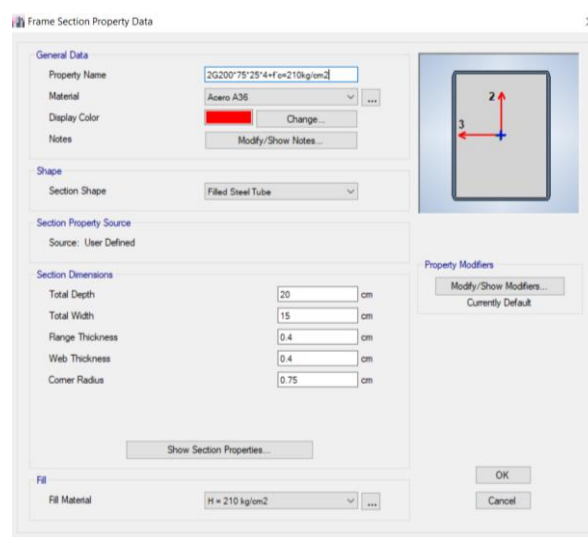 Frame Section Property Data
General Data
Property Name 2G200*75*25*4+f'c=210kg/cm2
Material Acero A36 ...
Display Color Change...
Notes Modify/Show Notes...
2
3
Shape
Section Shape Filled Steel Tube
Section Property Source
Source: User Defined
Property Modifiers
Modify/Show Modifiers...
Currently Default
Section Dimensions
Total Depth 20 cm
Total Width 15 cm
Flange Thickness 0.4 cm
Web Thickness 0.4 cm
Corner Radius 0.75 cm
Show Section Properties...
Fill
Fill Material H = 210 kg/cm2 ...
OK
Cancel